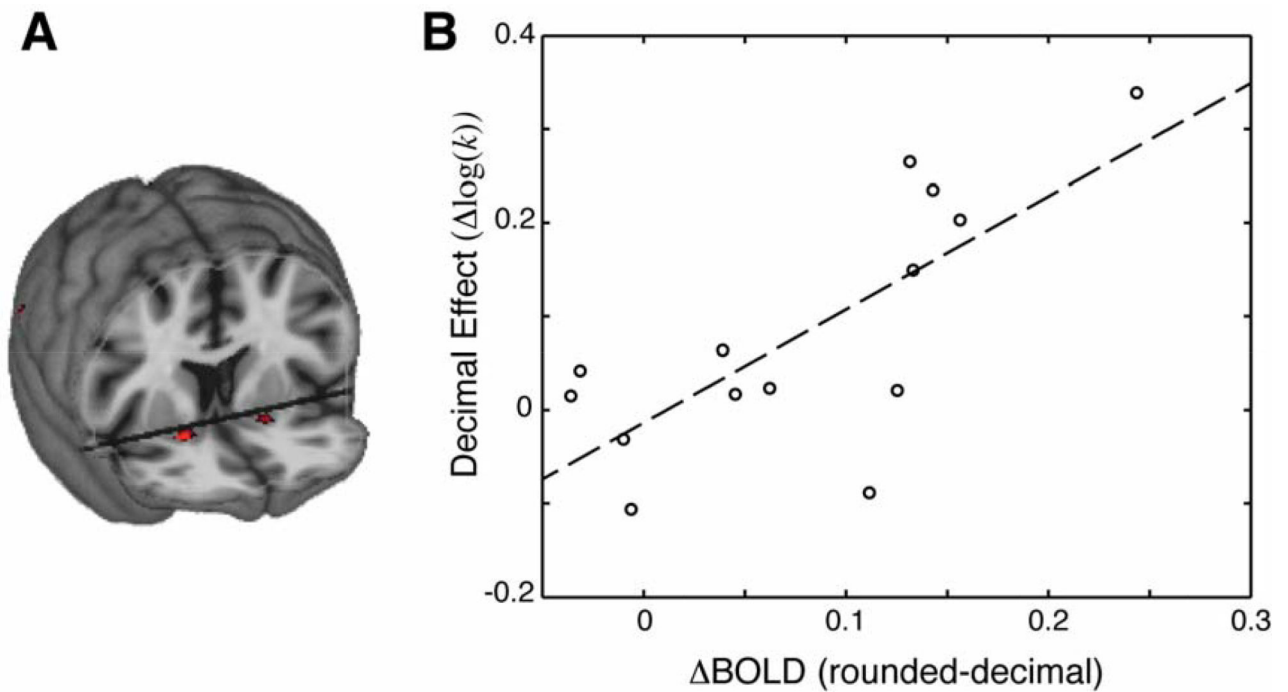 A
B
0.4
0.2
0
-0.2
Decimal Effect (Δlog(k))
0
0.1
0.2
0.3
ΔBOLD (rounded-decimal)